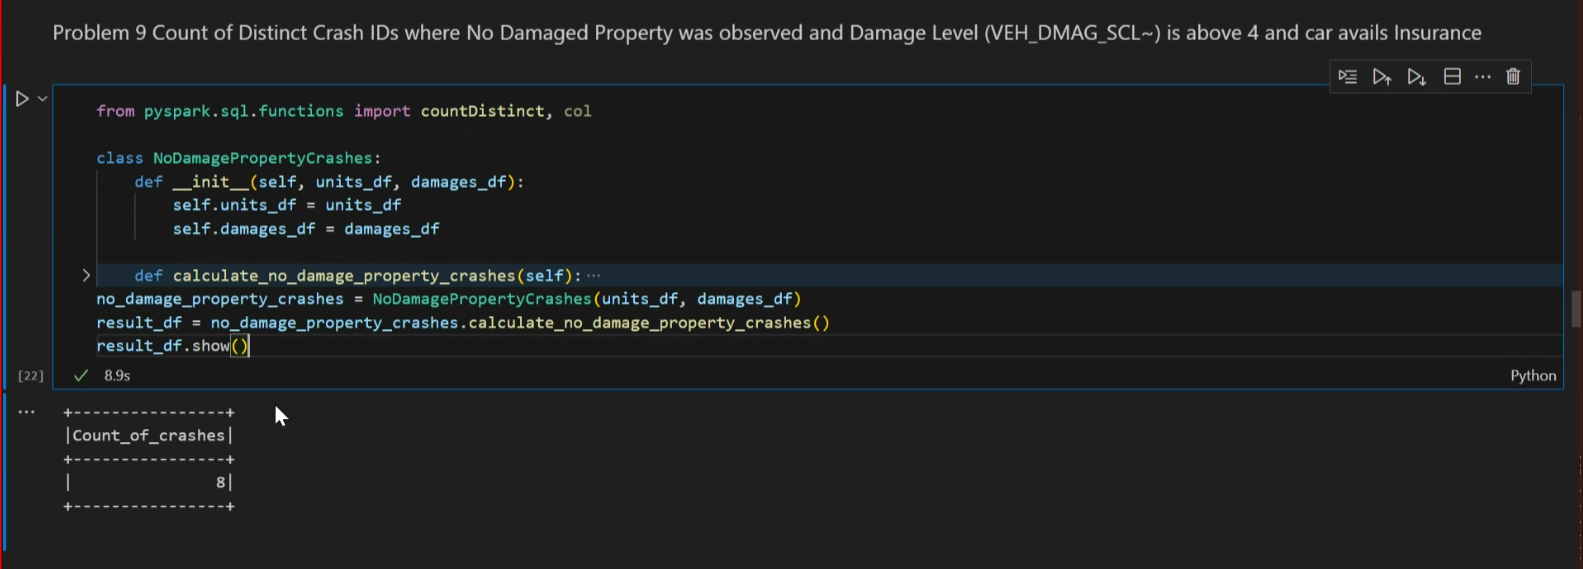 Problem 9 Count of Distinct Crash IDs where No Damaged Property was observed and Damage Level (VEH_DMAG_SCL~) is above 4 and car avails Insurance
from pyspark.sql.functions import countDistinct, col
class NoDamagePropertyCrashes:
def __init__(self, units_df, damages_df):
self.units_df = units_df
self.damages_df = damages_df
def calculate_no_damage_property_crashes(self): ···
no_damage_property_crashes = NoDamagePropertyCrashes(units_df, damages_df)
result_df = no_damage_property_crashes.calculate_no_damage_property_crashes()
result_df.show()
[22] 8.9s Python
+----------------+
|Count_of_crashes|
+----------------+
|               8|
+----------------+